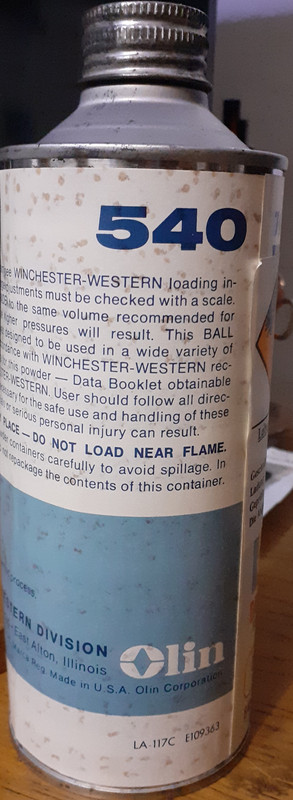 540
WINCHESTER-WESTERN loading in-
adjustments must be checked with a scale.
the same volume recommended for
higher pressures will result. This BALL
designed to be used in a wide variety of
with WINCHESTER-WESTERN rec-
this powder — Data Booklet obtainable
WESTERN. User should follow all direc-
for the safe use and handling of these
or serious personal injury can result.
PLACE — DO NOT LOAD NEAR FLAME.
containers carefully to avoid spillage. In
not repackage the contents of this container.
process.
DIVISION
East Alton, Illinois
Olin
Reg. Made in U.S.A. Olin Corporation
LA-117C E109363